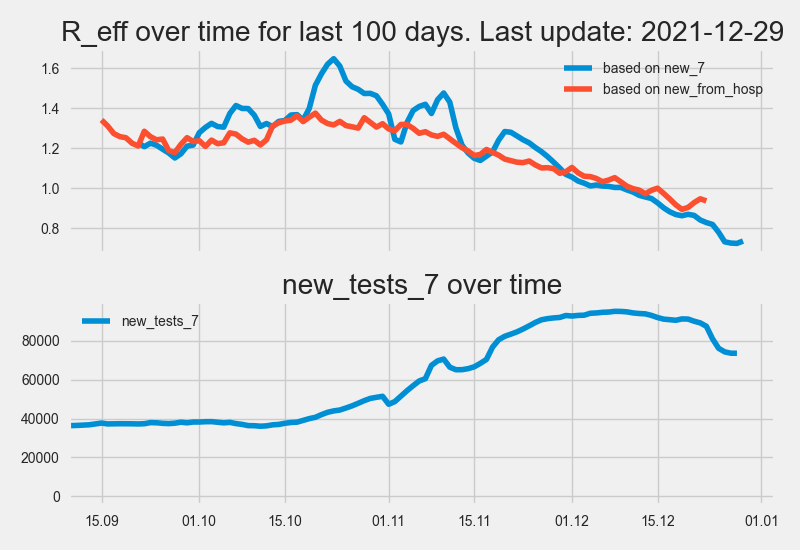 R_eff over time for last 100 days. Last update: 2021-12-29
1.6
1.4
1.2
1.0
0.8
based on new_7
based on new_from_hosp
new_tests_7 over time
new_tests_7
80000
60000
40000
20000
0
15.09 01.10 15.10 01.11 15.11 01.12 15.12 01.01